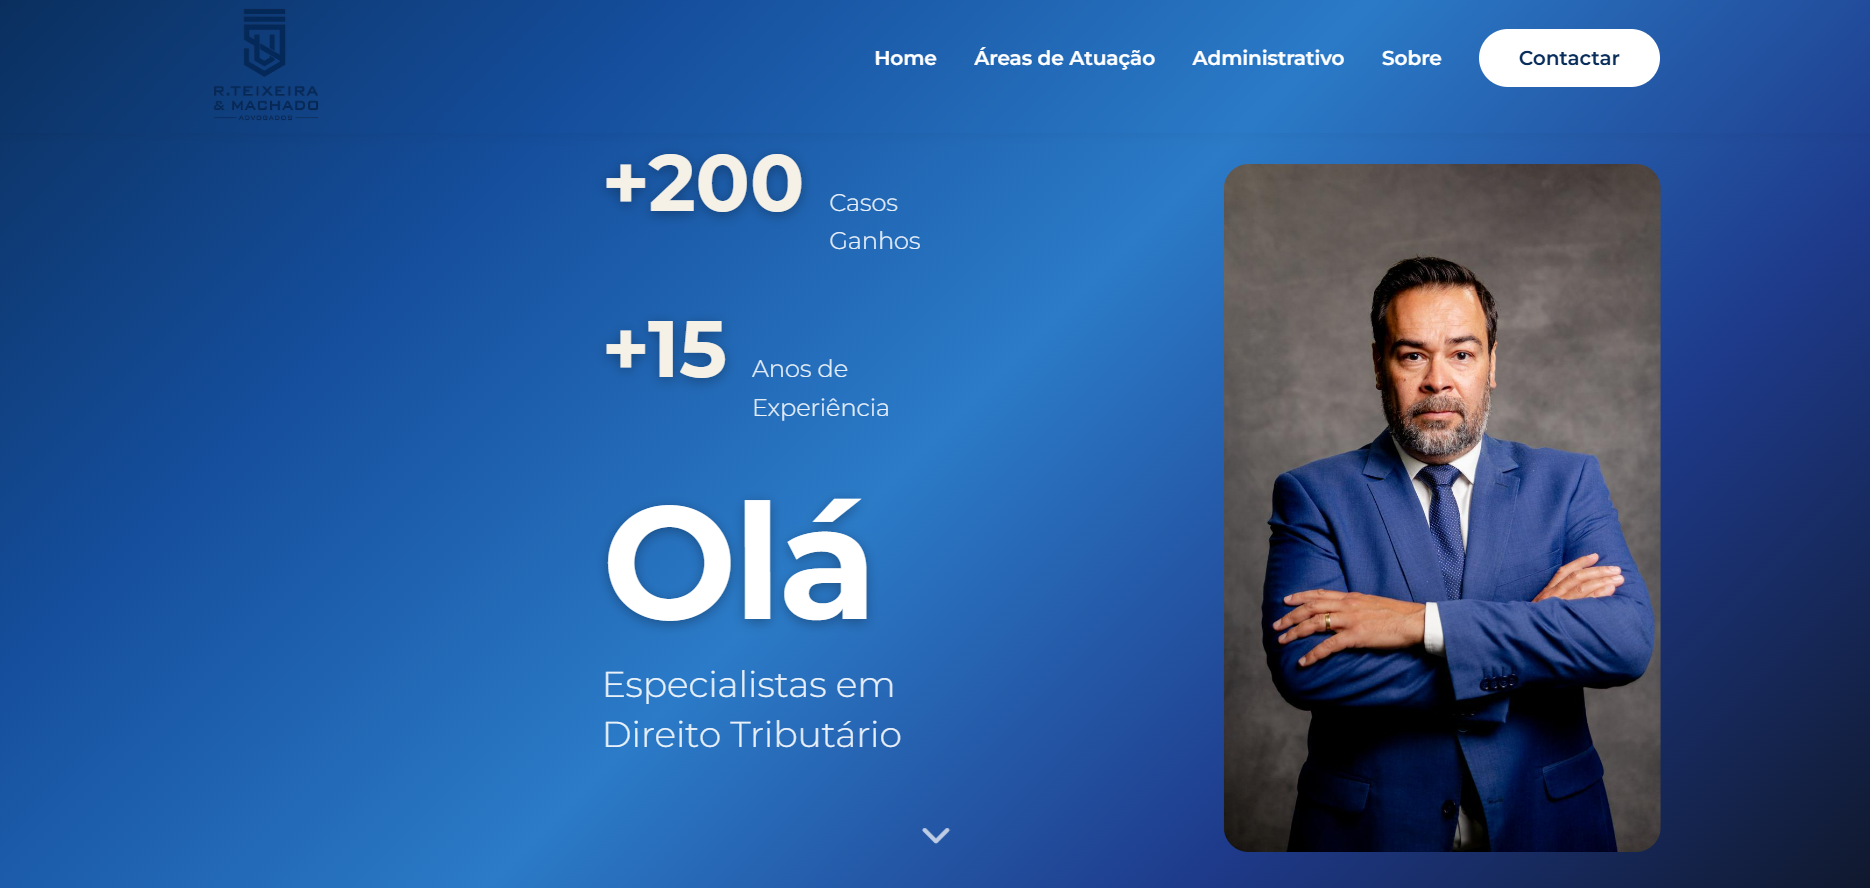 R.TEIXEIRA
& MACHADO
ADVOGADOS
Home Áreas de Atuação Administrativo Sobre Contactar
+200 Casos
Ganhos
+15 Anos de
Experiência
Olá
Especialistas em
Direito Tributário